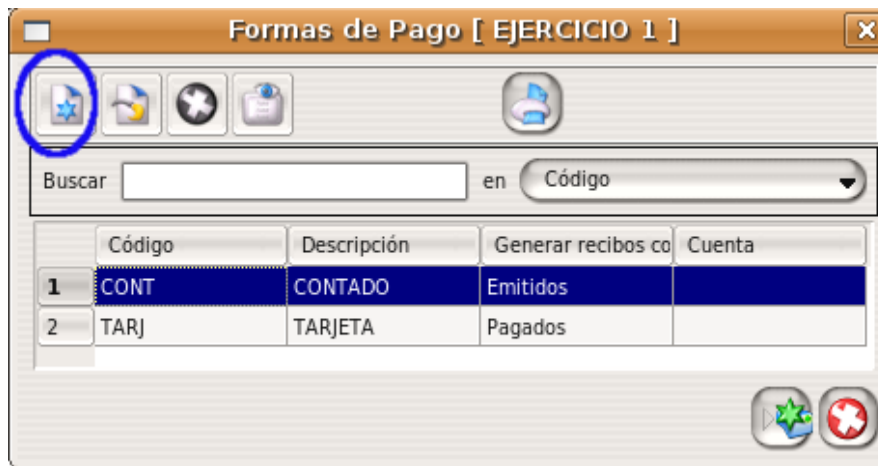 Formas de Pago [ EJERCICIO 1 ]
Buscar en Código
Código Descripción Generar recibos co Cuenta
1 CONT CONTADO Emitidos
2 TARJ TARJETA Pagados